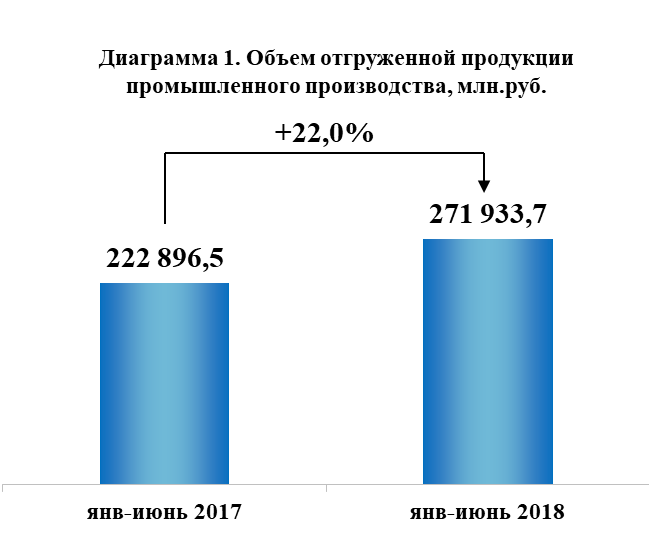 Диаграмма 1. Объем отгруженной продукции
промышленного производства, млн.руб.
+22,0%
271 933,7
222 896,5
янв-июнь 2017
янв-июнь 2018